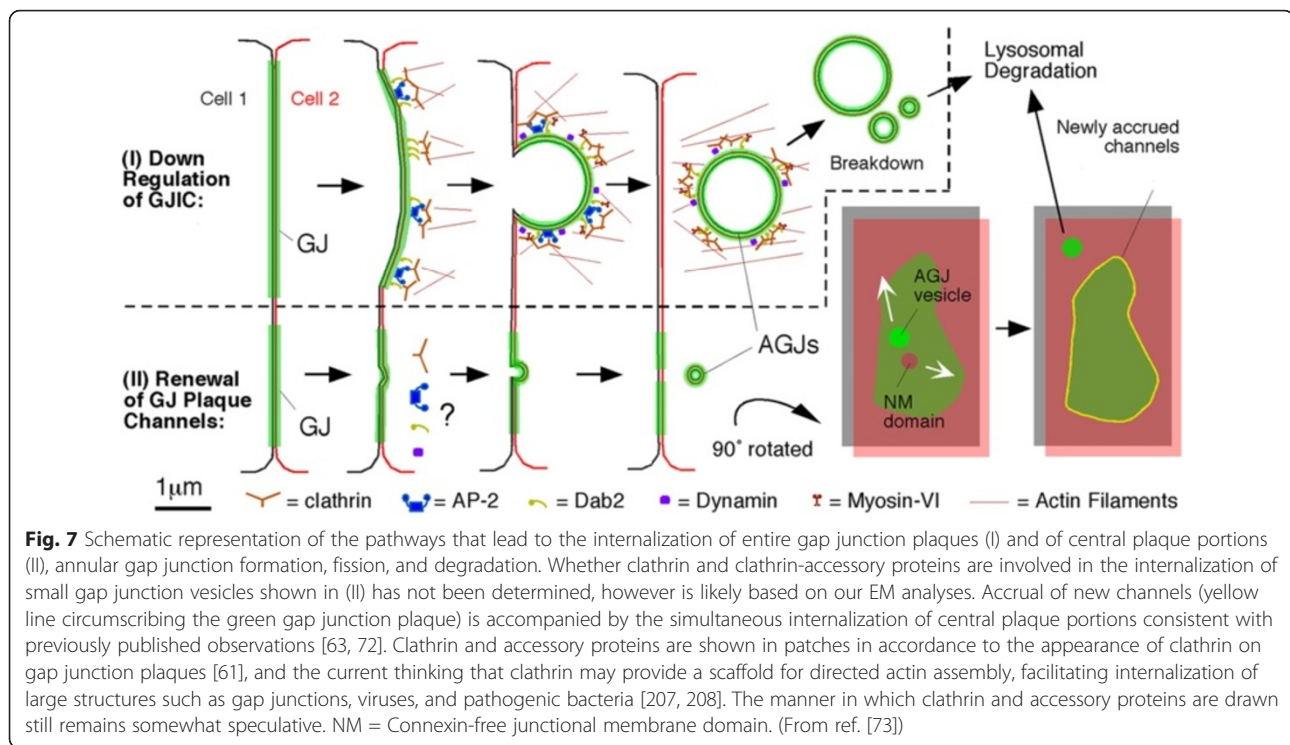 Cell 1
Cell 2
(I) Down
Regulation
of GJIC:
GJ
Breakdown
Lysosomal
Degradation
Newly accrued
channels
(II) Renewal
of GJ Plaque
Channels:
GJ
?
AGJs
90° rotated
AGJ
vesicle
NM
domain
1μm
= clathrin
= AP-2
= Dab2
= Dynamin
= Myosin-VI
= Actin Filaments
Fig. 7 Schematic representation of the pathways that lead to the internalization of entire gap junction plaques (I) and of central plaque portions
(II), annular gap junction formation, fission, and degradation. Whether clathrin and clathrin-accessory proteins are involved in the internalization of
small gap junction vesicles shown in (II) has not been determined, however is likely based on our EM analyses. Accrual of new channels (yellow
line circumscribing the green gap junction plaque) is accompanied by the simultaneous internalization of central plaque portions consistent with
previously published observations [63, 72]. Clathrin and accessory proteins are shown in patches in accordance to the appearance of clathrin on
gap junction plaques [61], and the current thinking that clathrin may provide a scaffold for directed actin assembly, facilitating internalization of
large structures such as gap junctions, viruses, and pathogenic bacteria [207, 208]. The manner in which clathrin and accessory proteins are drawn
still remains somewhat speculative. NM = Connexin-free junctional membrane domain. (From ref. [73])